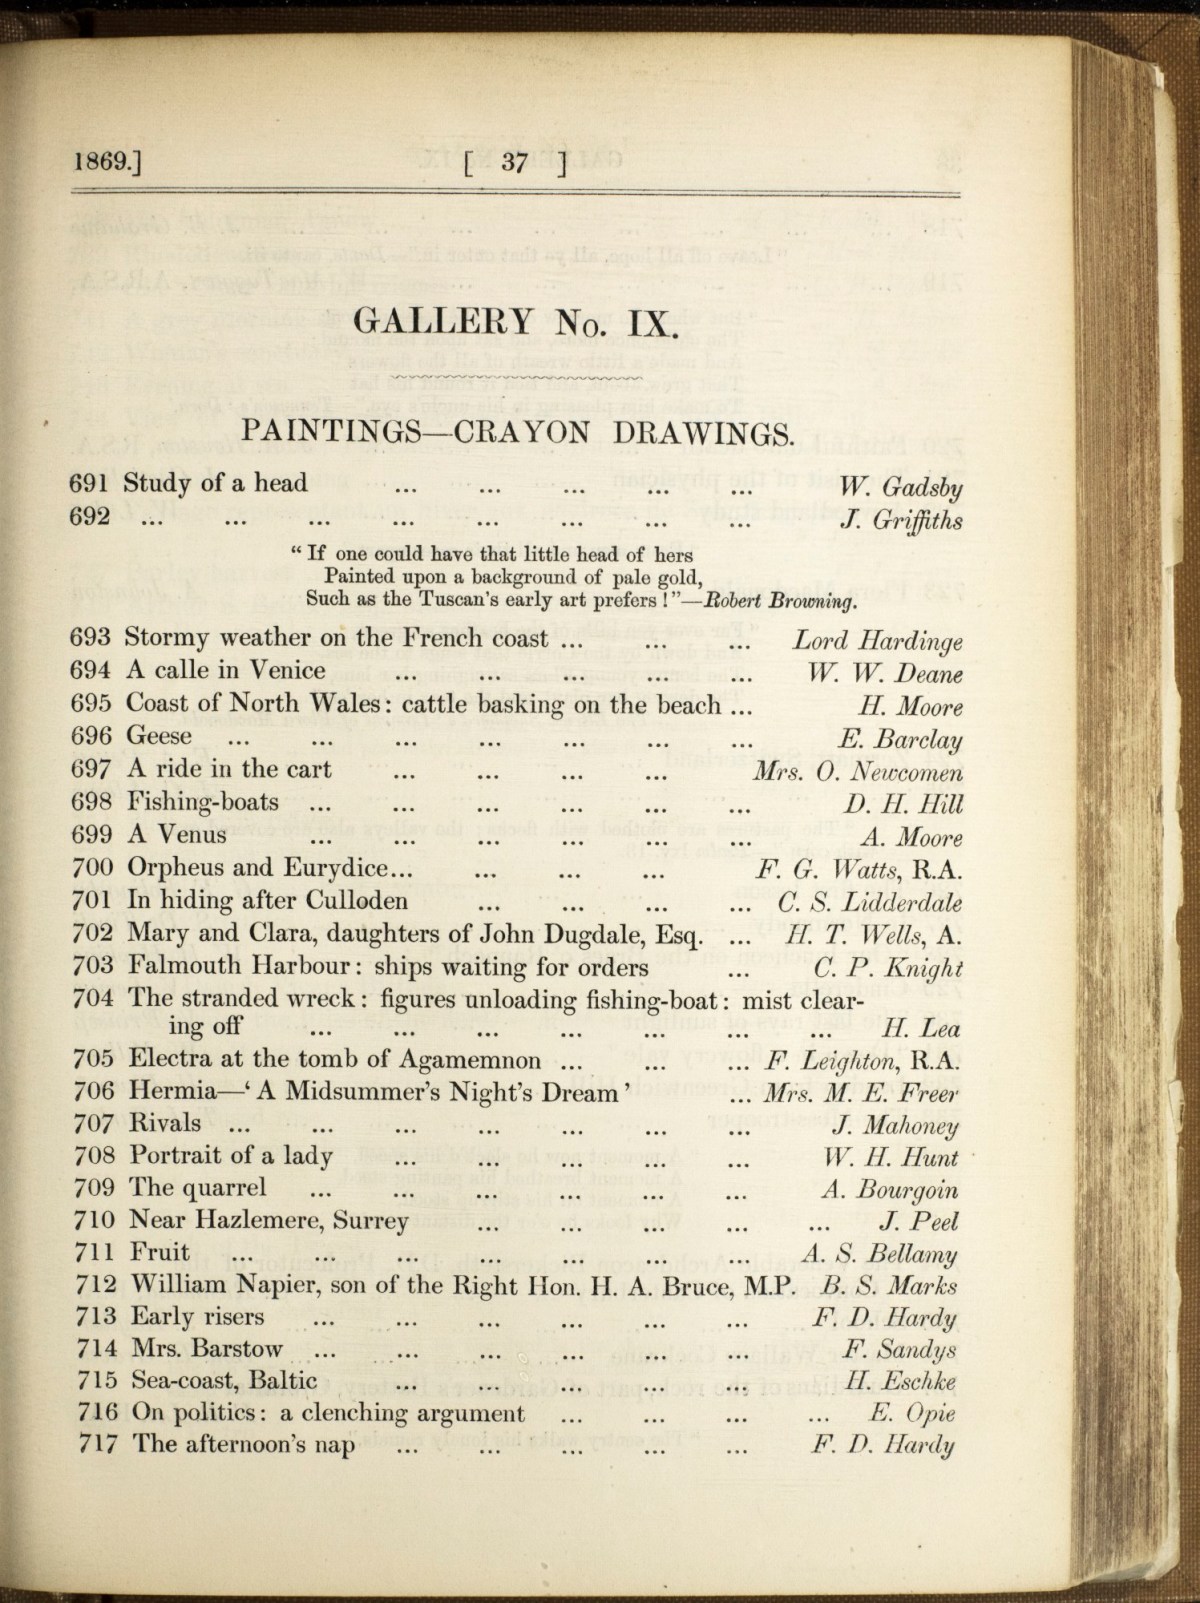 1869.] [ 37 ]
GALLERY No. IX.
PAINTINGS—CRAYON DRAWINGS.
691 Study of a head ... ... ... ... ... W. Gadsby
692 ... ... ... ... ... ... ... ... J. Griffiths
“ If one could have that little head of hers
Painted upon a background of pale gold,
Such as the Tuscan's early art prefers !”—Robert Browning.
693 Stormy weather on the French coast ... ... ... Lord Hardinge
694 A calle in Venice ... ... ... ... ... W. W. Deane
695 Coast of North Wales: cattle basking on the beach ... H. Moore
696 Geese ... ... ... ... ... ... ... E. Barclay
697 A ride in the cart ... ... ... ... Mrs. O. Newcomen
698 Fishing-boats ... ... ... ... ... ... D. H. Hill
699 A Venus ... ... ... ... ... ... A. Moore
700 Orpheus and Eurydice... ... ... ... F. G. Watts, R.A.
701 In hiding after Culloden ... ... ... ... C. S. Lidderdale
702 Mary and Clara, daughters of John Dugdale, Esq. ... H. T. Wells, A.
703 Falmouth Harbour: ships waiting for orders ... C. P. Knight
704 The stranded wreck: figures unloading fishing-boat: mist clear-
ing off ... ... ... ... ... ... ... H. Lea
705 Electra at the tomb of Agamemnon ... ... ... F. Leighton, R.A.
706 Hermia—‘ A Midsummer's Night's Dream ’ ... Mrs. M. E. Freer
707 Rivals ... ... ... ... ... ... ... J. Mahoney
708 Portrait of a lady ... ... ... ... ... W. H. Hunt
709 The quarrel ... ... ... ... ... ... A. Bourgoin
710 Near Hazlemere, Surrey ... ... ... ... ... J. Peel
711 Fruit ... ... ... ... ... ... ... A. S. Bellamy
712 William Napier, son of the Right Hon. H. A. Bruce, M.P. B. S. Marks
713 Early risers ... ... ... ... ... ... F. D. Hardy
714 Mrs. Barstow ... ... ... ... ... ... F. Sandys
715 Sea-coast, Baltic ... ... ... ... ... H. Eschke
716 On politics: a clenching argument ... ... ... ... E. Opie
717 The afternoon's nap ... ... ... ... ... F. D. Hardy